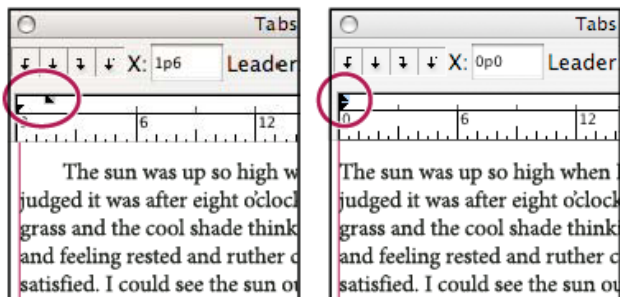 Tabs
X: 1p6 Leader
0 6 12
The sun was up so high w
judged it was after eight o'cloc
grass and the cool shade think
and feeling rested and ruther
satisfied. I could see the sun
Tabs
X: 0p0 Leader
0 6 12
The sun was up so high when
judged it was after eight o'clock
grass and the cool shade think
and feeling rested and ruther
satisfied. I could see the sun